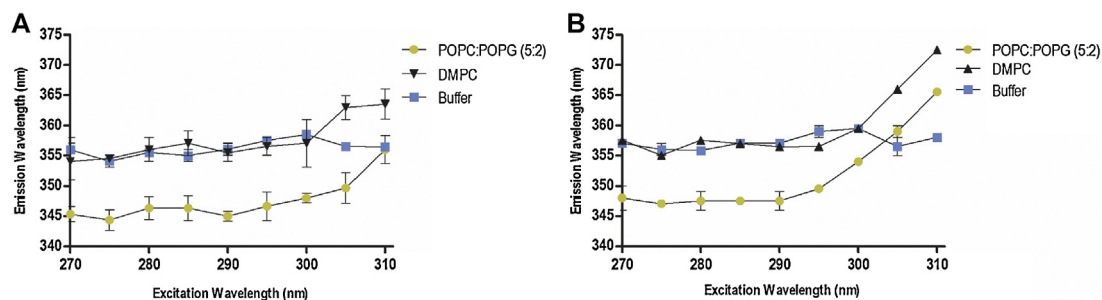 A
375
370
365
360
355
350
345
340
270
280
290
300
310
Emission Wavelength (nm)
Excitation Wavelength (nm)
POPC:POPG (5:2)
DMPC
Buffer
B
375
370
365
360
355
350
345
340
270
280
290
300
310
Emission Wavelength (nm)
Excitation Wavelength (nm)
POPC:POPG (5:2)
DMPC
Buffer